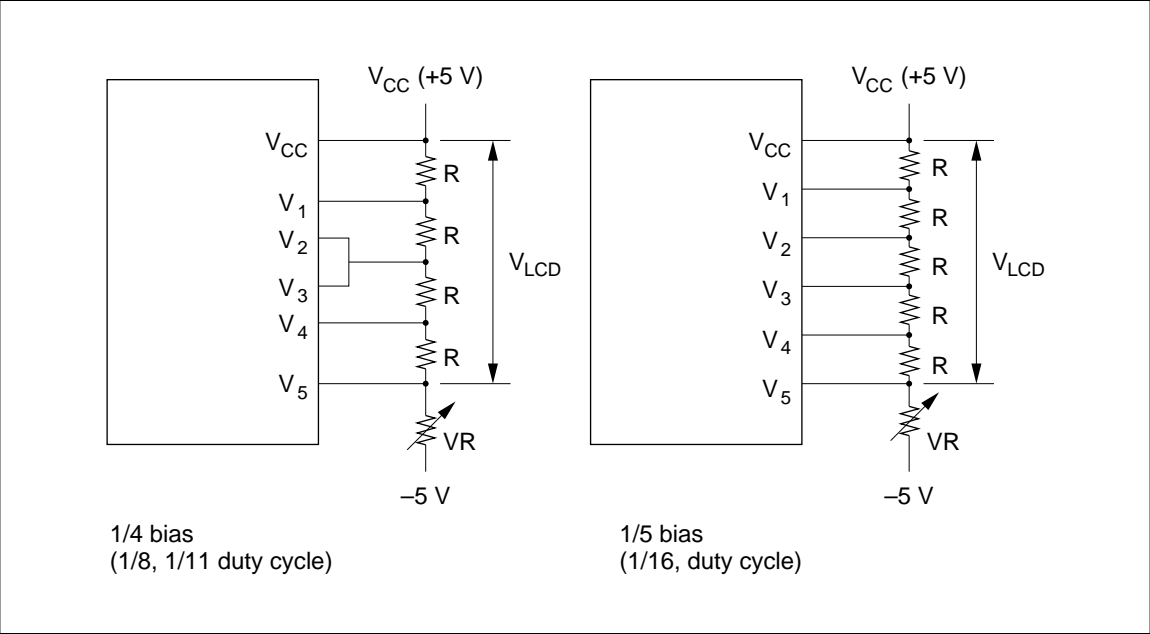 V_CC (+5 V)
V_CC
R
V_1
R
V_2
V_LCD
V_3
R
V_4
R
V_5
VR
–5 V
1/4 bias
(1/8, 1/11 duty cycle)
V_CC (+5 V)
V_CC
R
V_1
R
V_2
R
V_LCD
V_3
R
V_4
R
V_5
VR
–5 V
1/5 bias
(1/16, duty cycle)